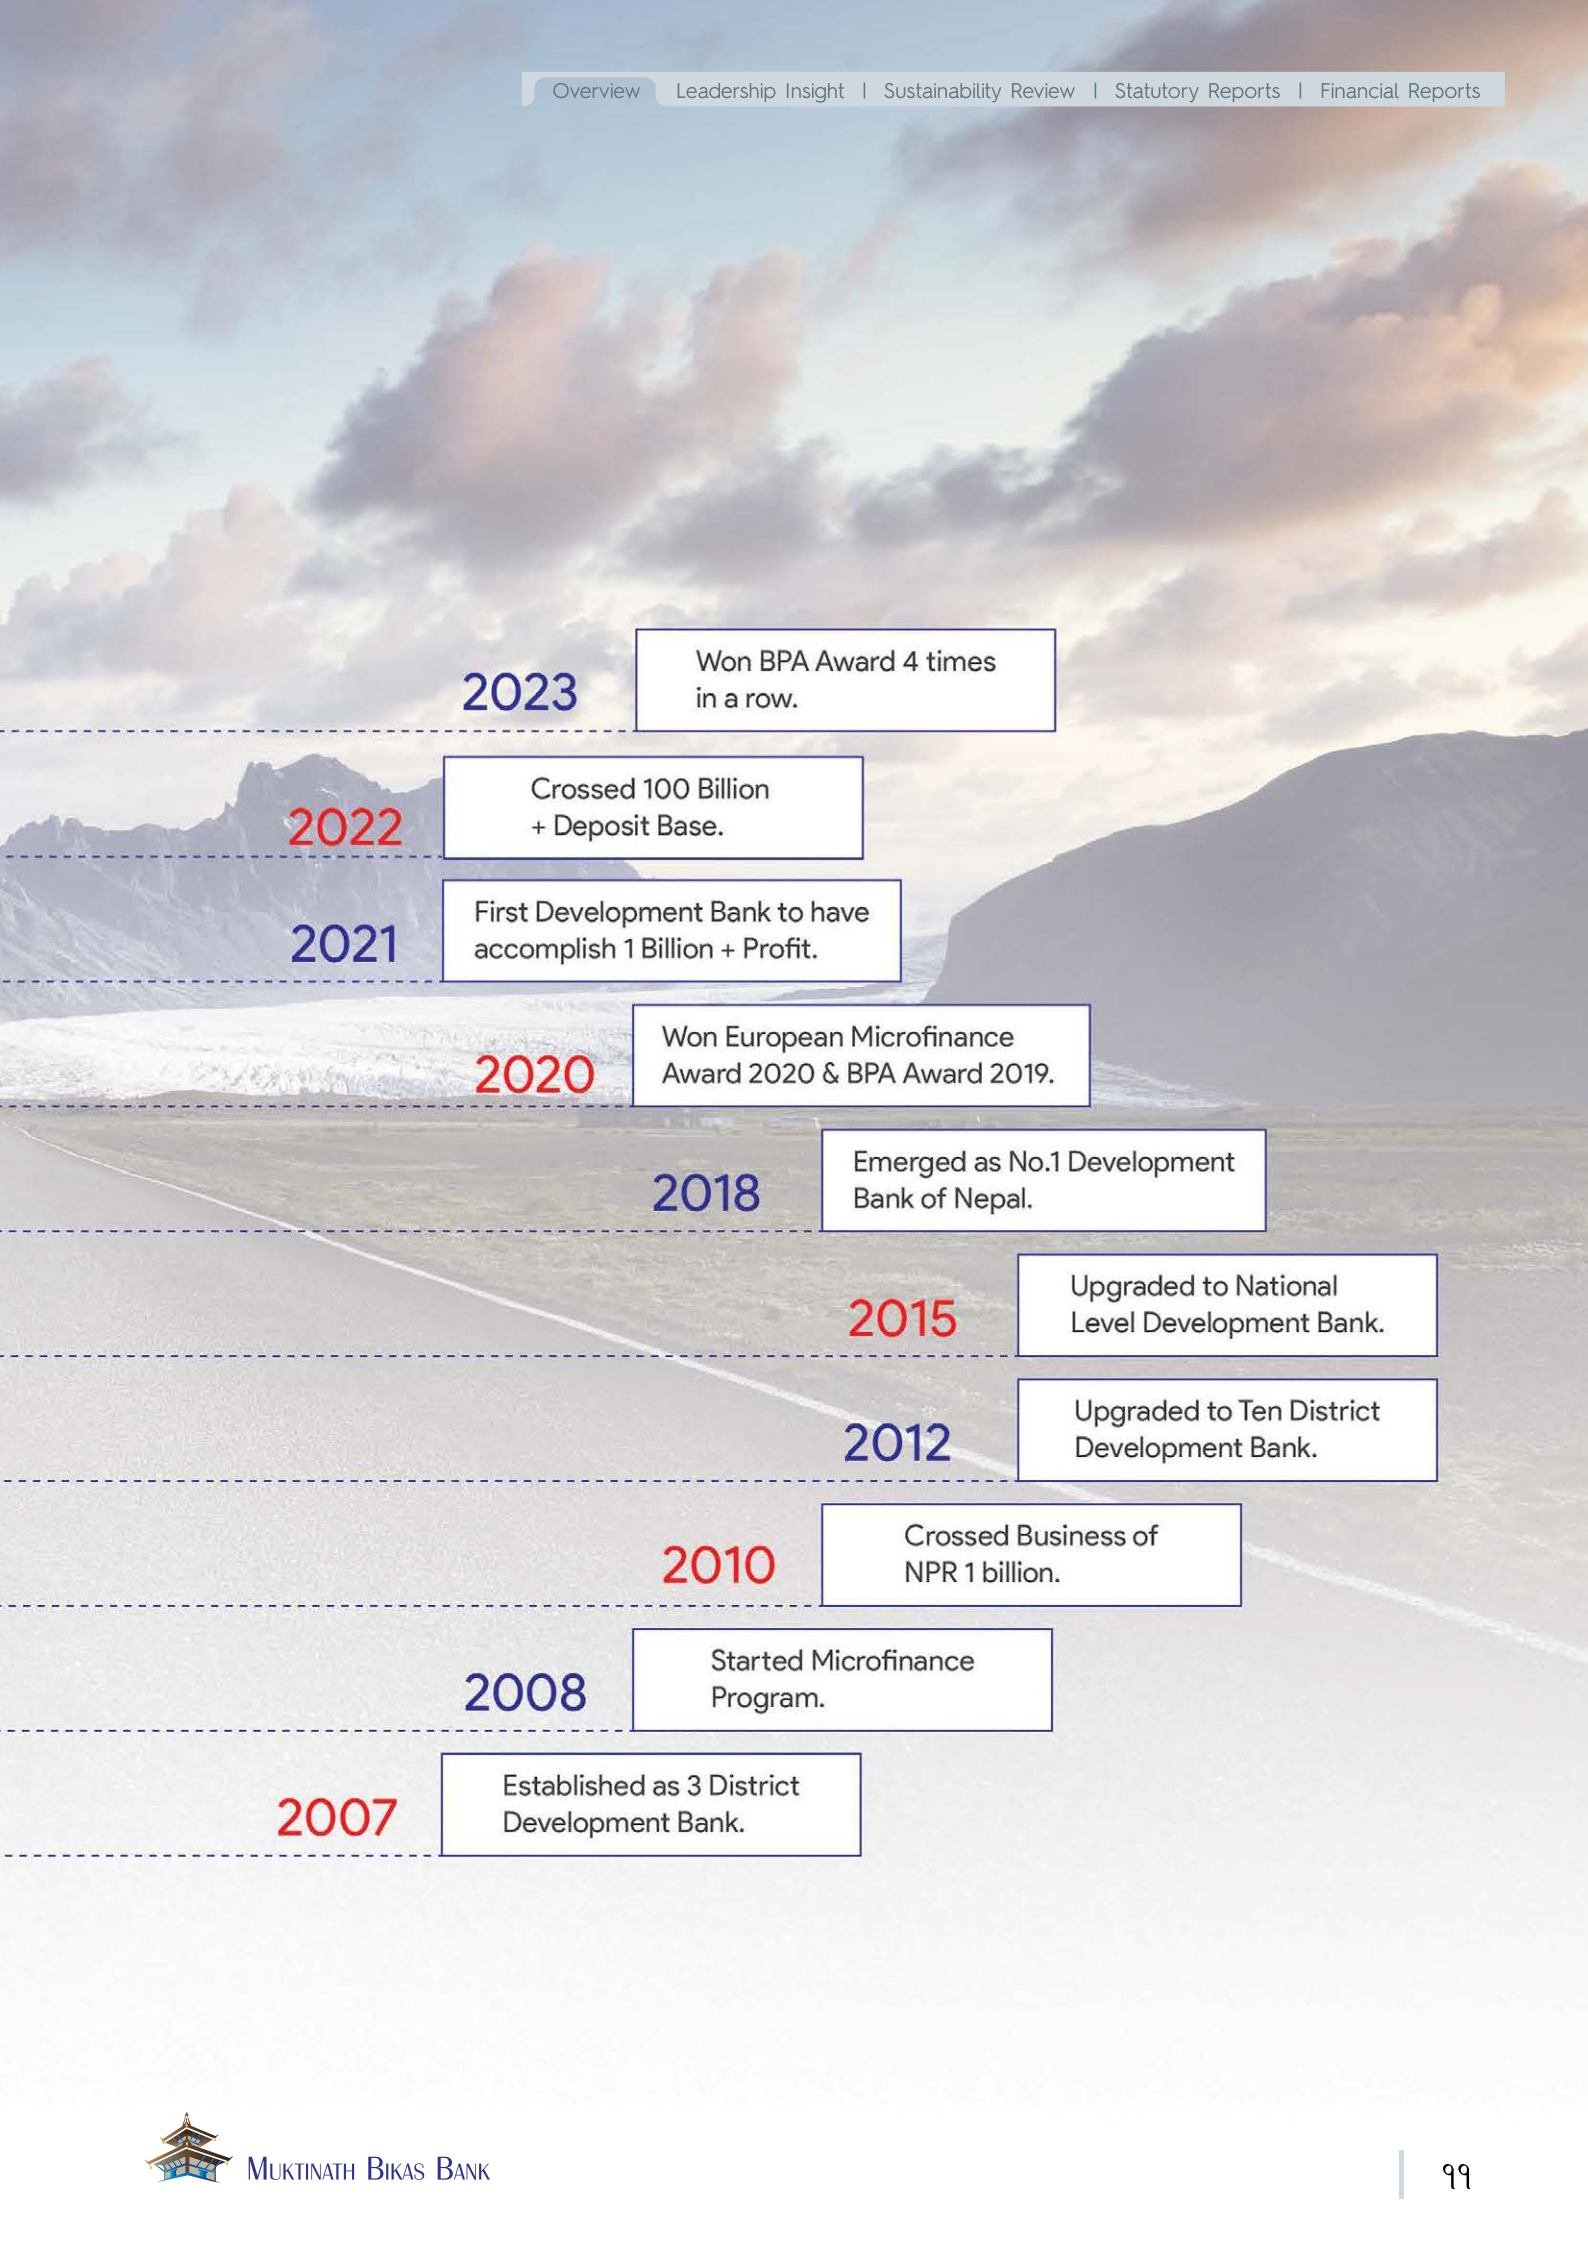 Overview Leadership Insight | Sustainability Review | Statutory Reports | Financial Reports
2023
Won BPA Award 4 times
in a row.
2022
Crossed 100 Billion
+ Deposit Base.
2021
First Development Bank to have
accomplish 1 Billion + Profit.
2020
Won European Microfinance
Award 2020 & BPA Award 2019.
2018
Emerged as No.1 Development
Bank of Nepal.
2015
Upgraded to National
Level Development Bank.
2012
Upgraded to Ten District
Development Bank.
2010
Crossed Business of
NPR 1 billion.
2008
Started Microfinance
Program.
2007
Established as 3 District
Development Bank.
MUKTINATH BIKAS BANK
११